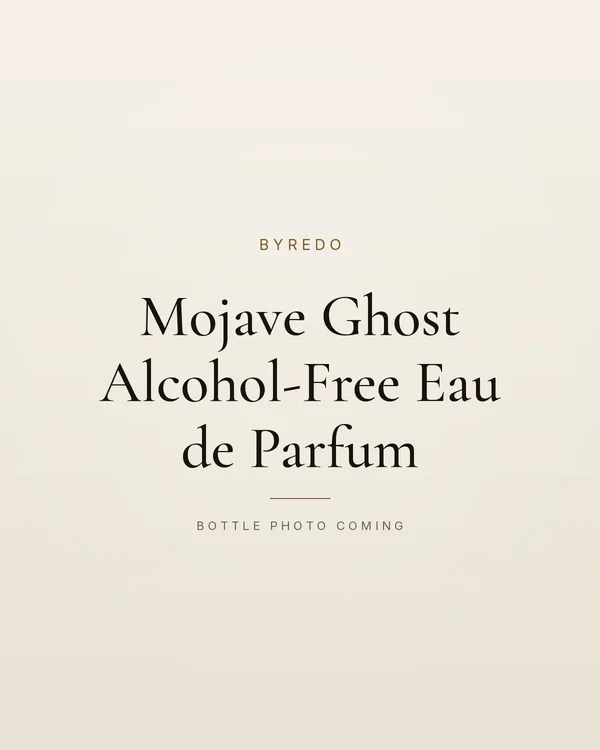 BYREDO
Mojave Ghost
Alcohol-Free Eau
de Parfum
BOTTLE PHOTO COMING